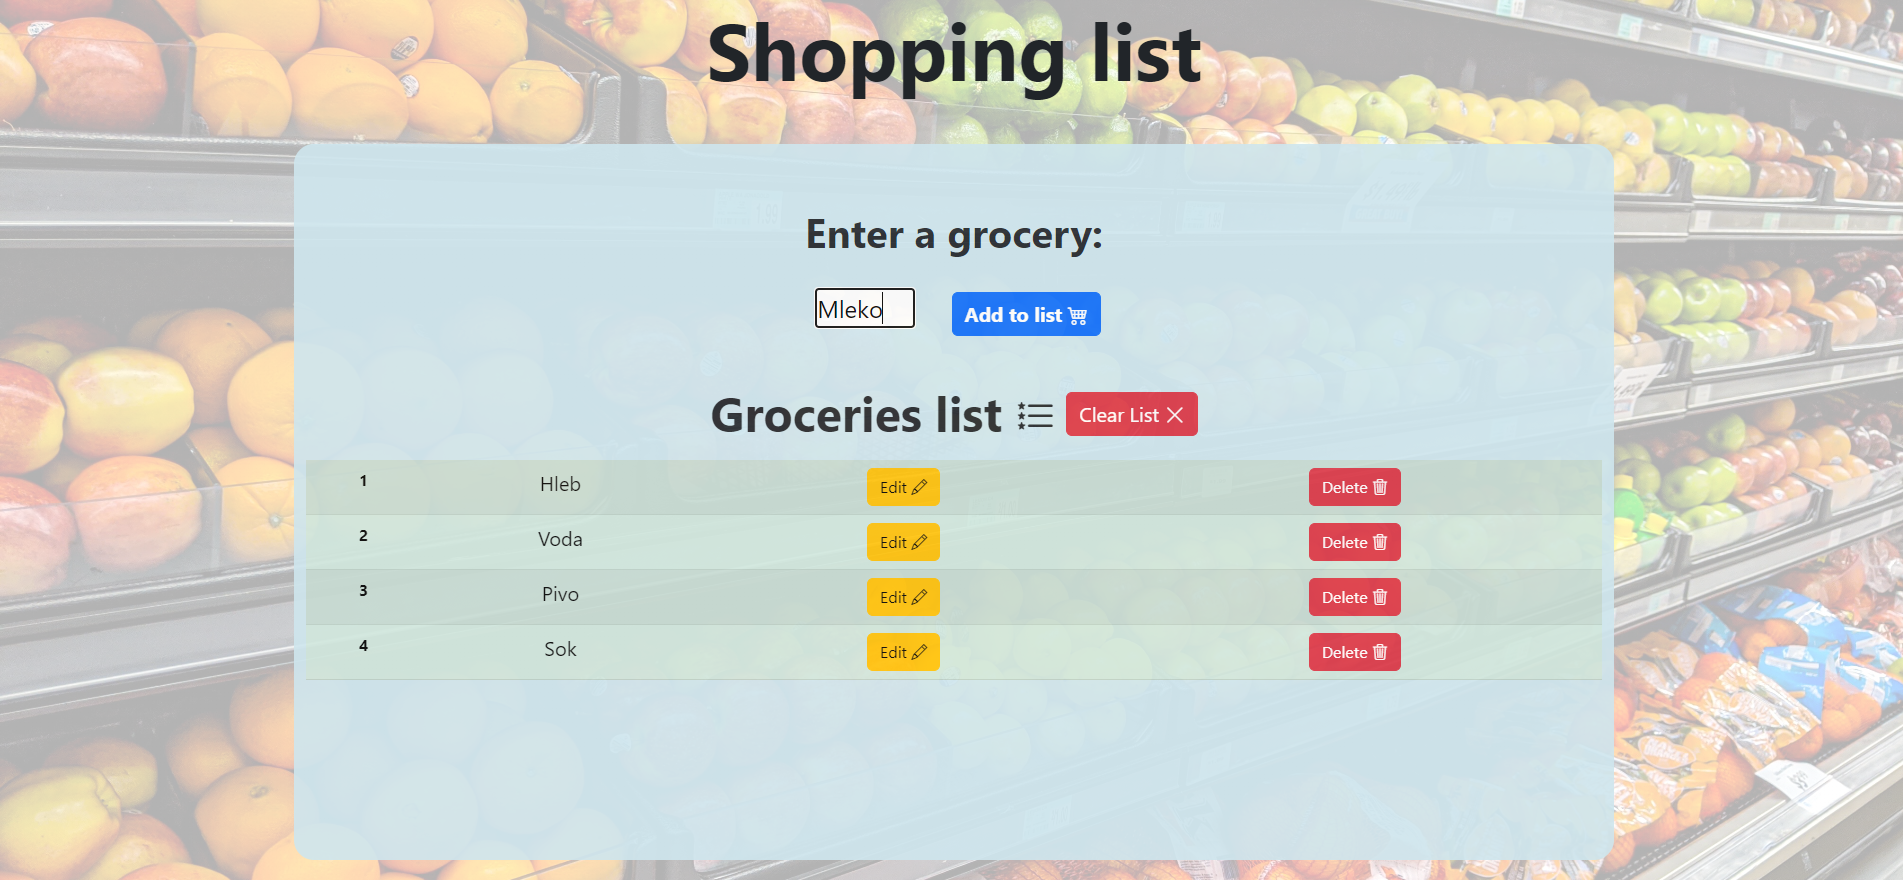 Shopping list
Enter a grocery:
Mleko
Add to list
Groceries list
Clear List
1 Hleb Edit Delete
2 Voda Edit Delete
3 Pivo Edit Delete
4 Sok Edit Delete